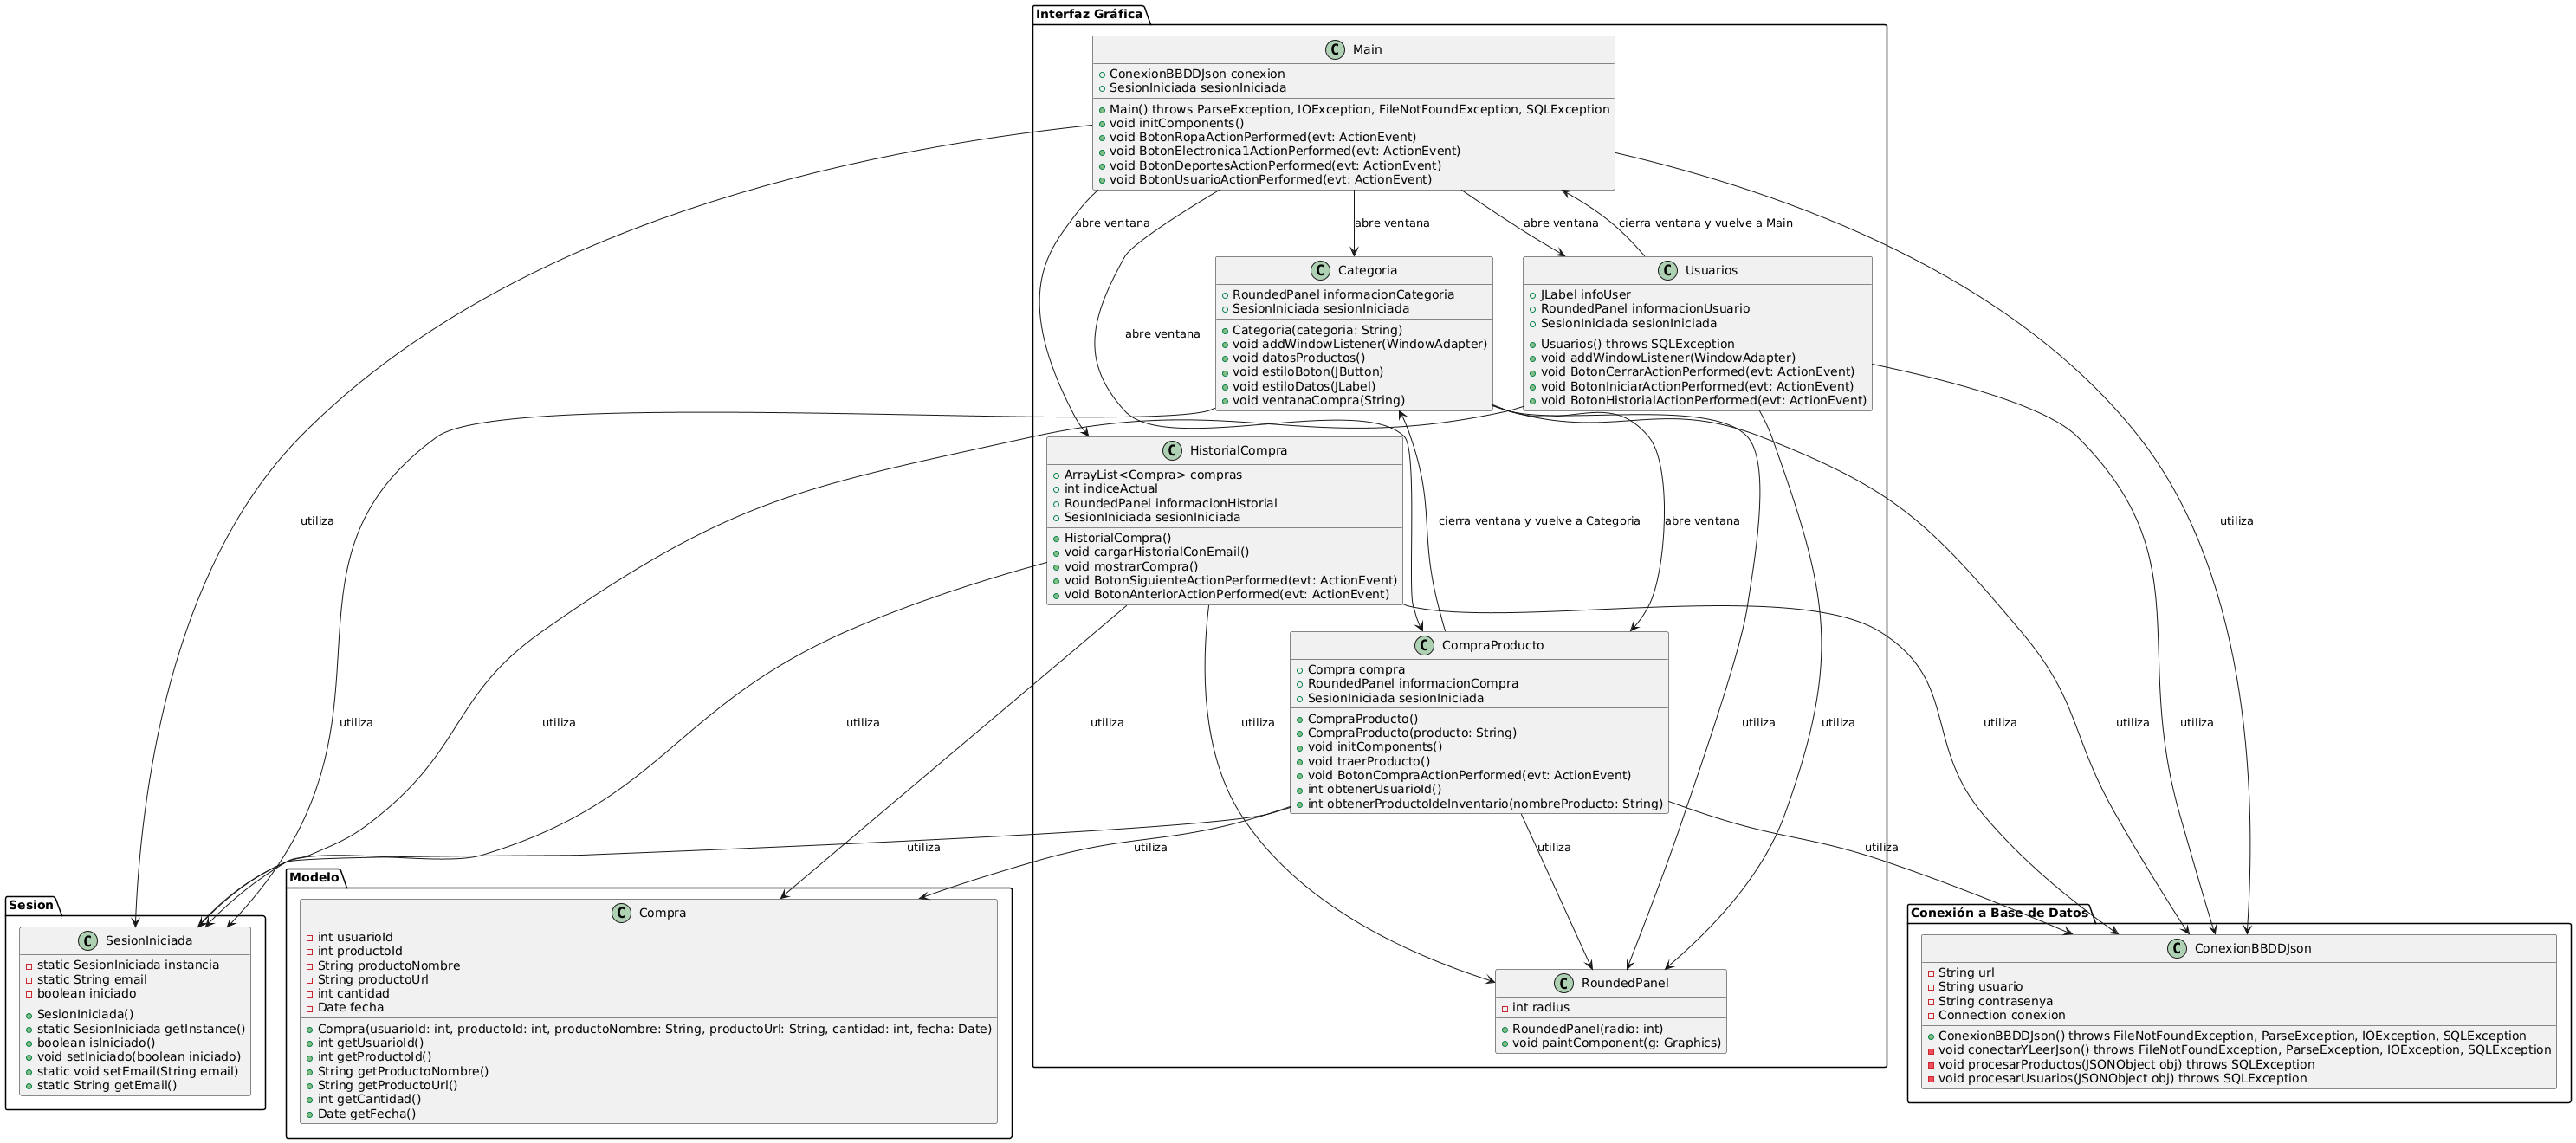 Interfaz Gráfica
C Main
ConexionBBDDJson conexion
SesionIniciada sesionIniciada
Main() throws ParseException, IOException, FileNotFoundException, SQLException
void initComponents()
void BotonRopaActionPerformed(evt: ActionEvent)
void BotonElectronica1ActionPerformed(evt: ActionEvent)
void BotonDeportesActionPerformed(evt: ActionEvent)
void BotonUsuarioActionPerformed(evt: ActionEvent)
abre ventana
abre ventana
abre ventana
cierra ventana y vuelve a Main
C Categoria
RoundedPanel informacionCategoria
SesionIniciada sesionIniciada
Categoria(categoria: String)
void addWindowListener(WindowAdapter)
void datosProductos()
void estiloBoton(JButton)
void estiloDatos(JLabel)
void ventanaCompra(String)
C Usuarios
JLabel infoUser
RoundedPanel informacionUsuario
SesionIniciada sesionIniciada
Usuarios() throws SQLException
void addWindowListener(WindowAdapter)
void BotonCerrarActionPerformed(evt: ActionEvent)
void BotonIniciarActionPerformed(evt: ActionEvent)
void BotonHistorialActionPerformed(evt: ActionEvent)
abre ventana
C HistorialCompra
ArrayList<Compra> compras
int indiceActual
RoundedPanel informacionHistorial
SesionIniciada sesionIniciada
HistorialCompra()
void cargarHistorialConEmail()
void mostrarCompra()
void BotonSiguienteActionPerformed(evt: ActionEvent)
void BotonAnteriorActionPerformed(evt: ActionEvent)
utiliza
cierra ventana y vuelve a Categoria
abre ventana
utiliza
C CompraProducto
Compra compra
RoundedPanel informacionCompra
SesionIniciada sesionIniciada
CompraProducto()
CompraProducto(producto: String)
void initComponents()
void traerProducto()
void BotonCompraActionPerformed(evt: ActionEvent)
int obtenerUsuarioId()
int obtenerProductoIdeInventario(nombreProducto: String)
utiliza
utiliza
utiliza
utiliza
utiliza
utiliza
utiliza
utiliza
utiliza
utiliza
utiliza
utiliza
utiliza
utiliza
Sesion
C SesionIniciada
static SesionIniciada instancia
static String email
boolean iniciado
SesionIniciada()
static SesionIniciada getInstance()
boolean isIniciado()
void setIniciado(boolean iniciado)
static void setEmail(String email)
static String getEmail()
Modelo
C Compra
int usuarioId
int productoId
String productoNombre
String productoUrl
int cantidad
Date fecha
Compra(usuarioId: int, productoId: int, productoNombre: String, productoUrl: String, cantidad: int, fecha: Date)
int getUsuarioId()
int getProductoId()
String getProductoNombre()
String getProductoUrl()
int getCantidad()
Date getFecha()
C RoundedPanel
int radius
RoundedPanel(radio: int)
void paintComponent(g: Graphics)
Conexión a Base de Datos
C ConexionBBDDJson
String url
String usuario
String contrasenya
Connection conexion
ConexionBBDDJson() throws FileNotFoundException, ParseException, IOException, SQLException
void conectarYLeerJson() throws FileNotFoundException, ParseException, IOException, SQLException
void procesarProductos(JSONObject obj) throws SQLException
void procesarUsuarios(JSONObject obj) throws SQLException